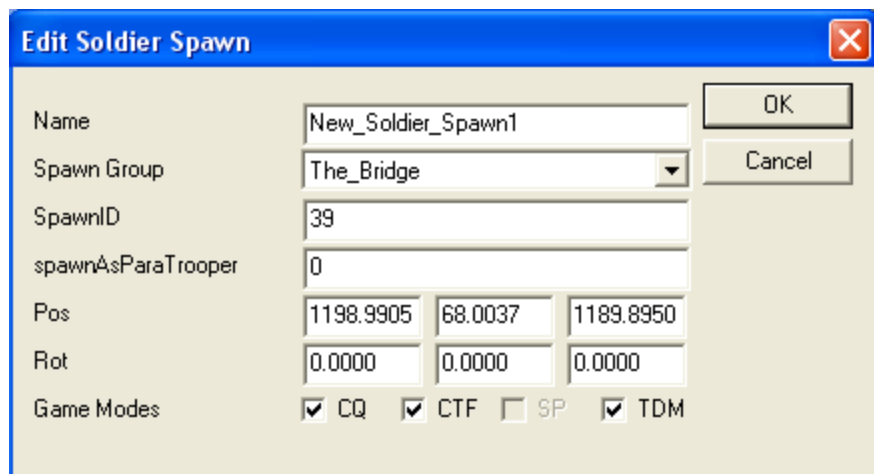 Edit Soldier Spawn
Name New_Soldier_Spawn1 OK
Spawn Group The_Bridge Cancel
SpawnID 39
spawnAsParaTrooper 0
Pos 1198.9905 68.0037 1189.8950
Rot 0.0000 0.0000 0.0000
Game Modes CQ CTF SP TDM